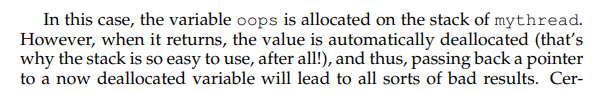 In this case, the variable oops is allocated on the stack of mythread.
However, when it returns, the value is automatically deallocated (that's
why the stack is so easy to use, after all!), and thus, passing back a pointer
to a now deallocated variable will lead to all sorts of bad results. Cer-